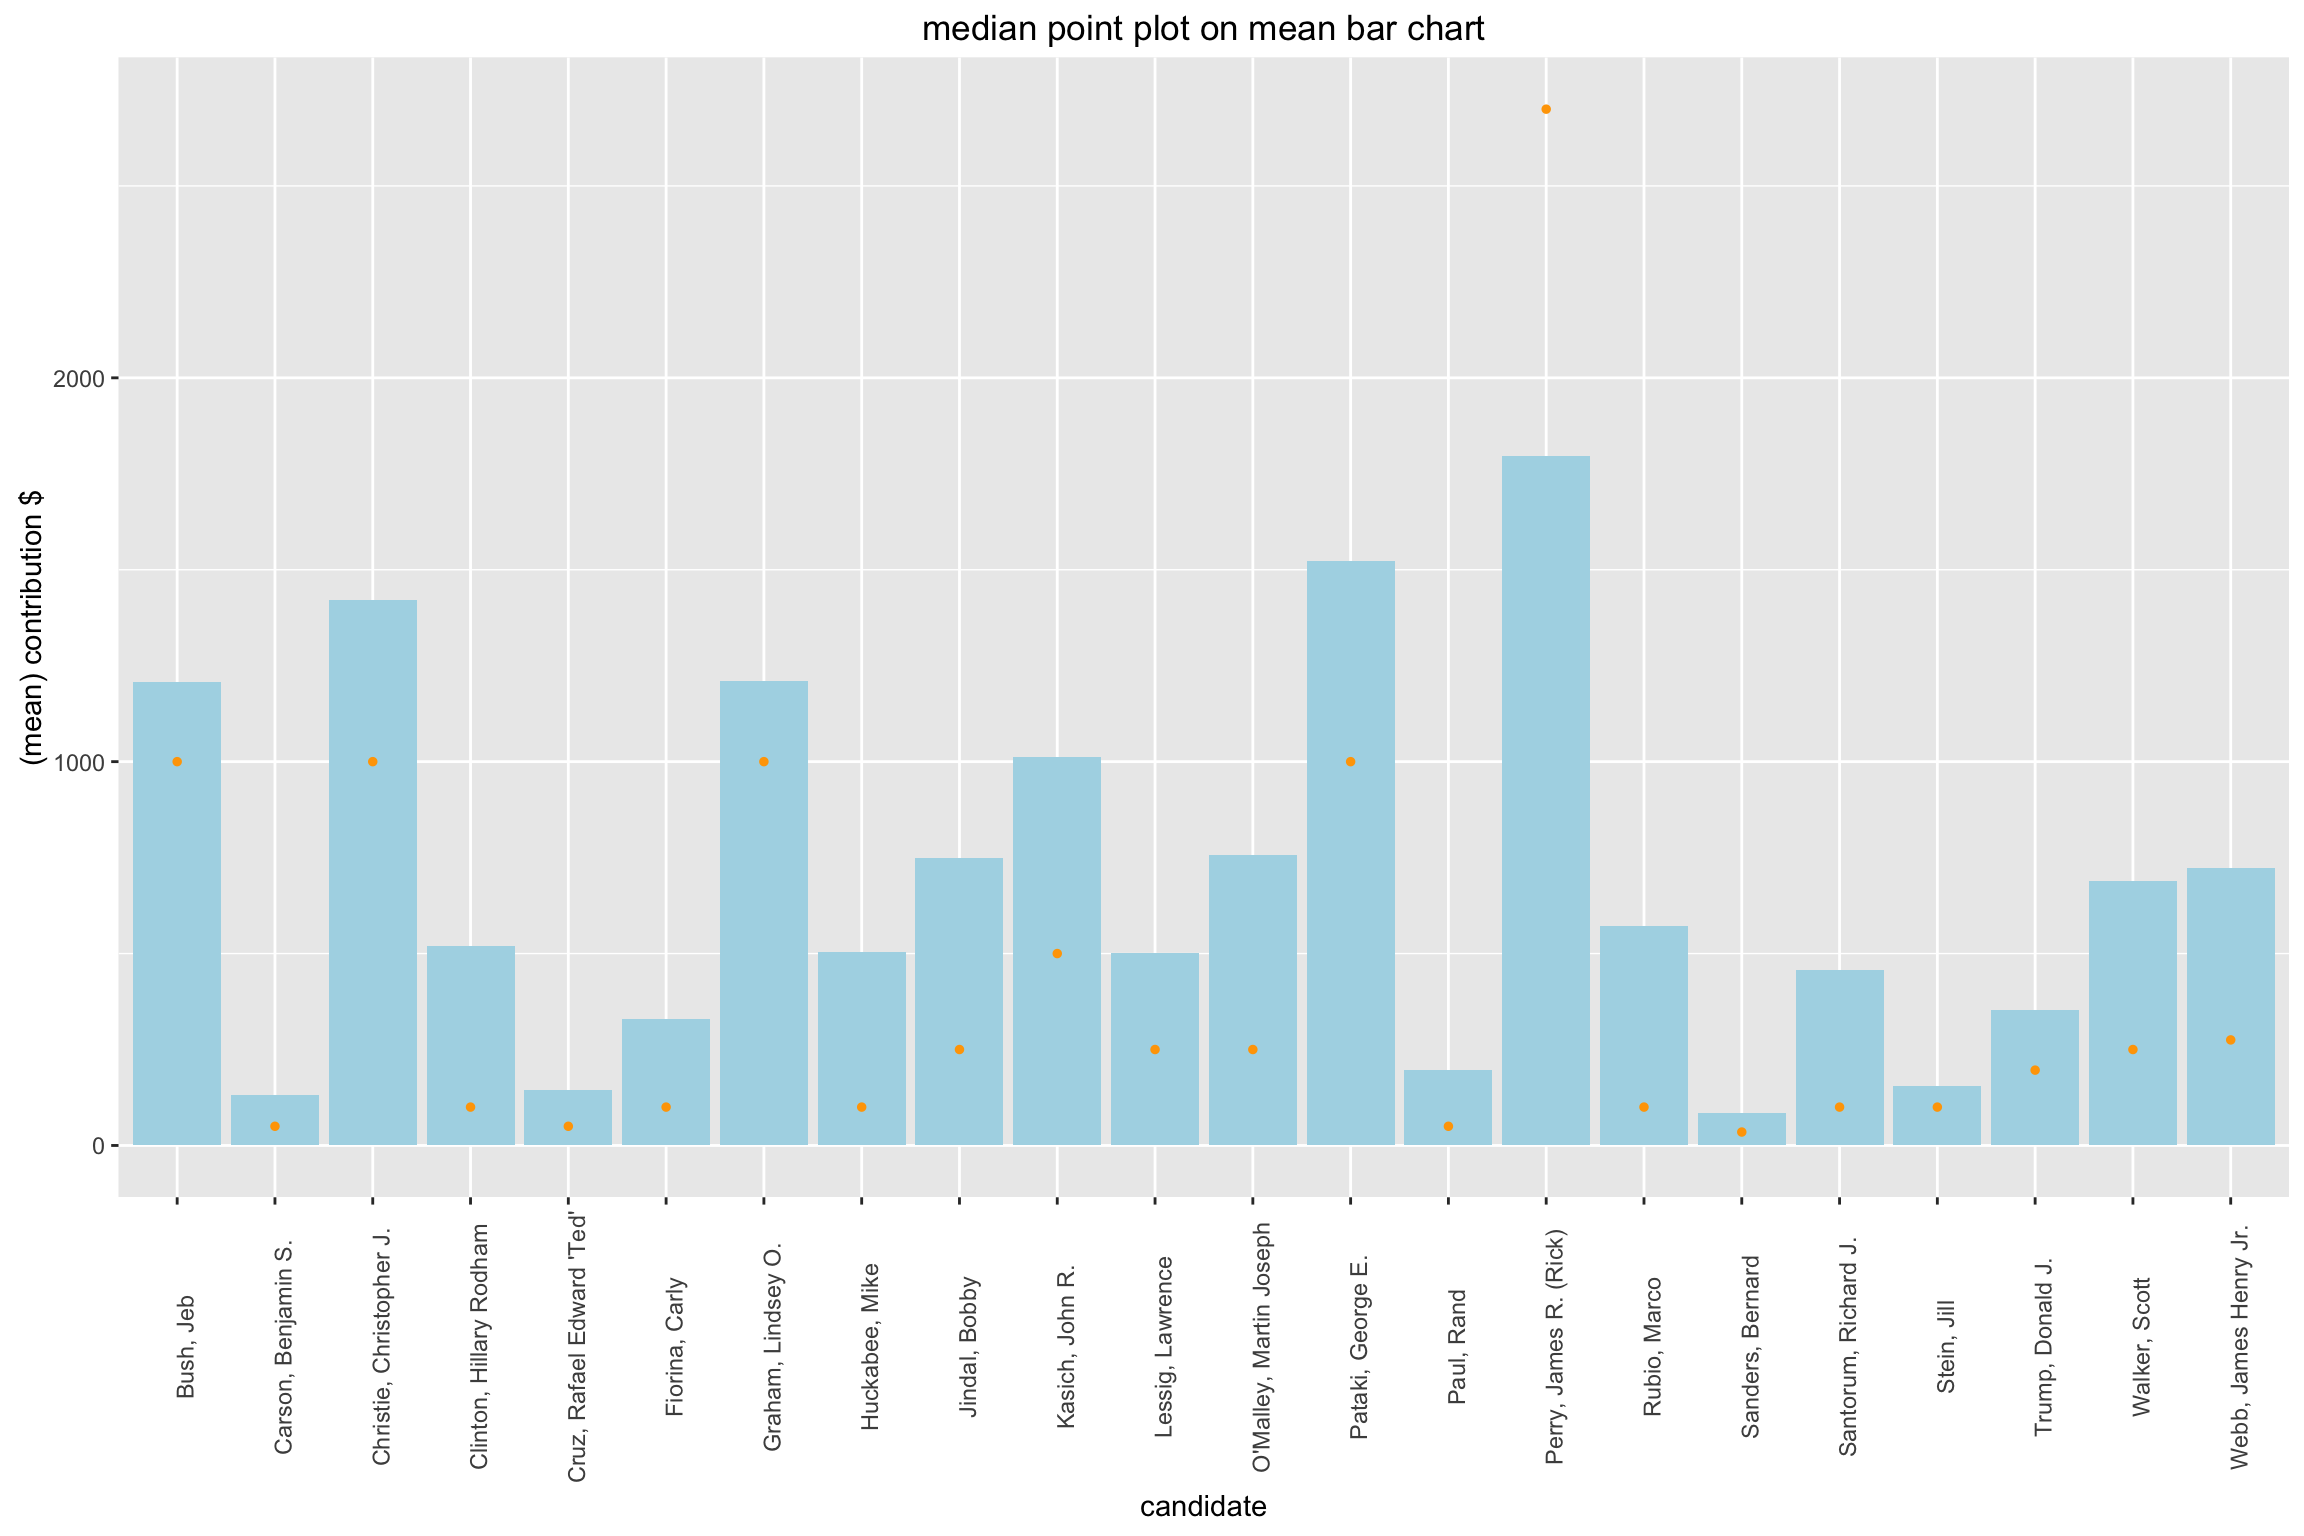 median point plot on mean bar chart
(mean) contribution $
2000
1000
0
Bush, Jeb
Carson, Benjamin S.
Christie, Christopher J.
Clinton, Hillary Rodham
Cruz, Rafael Edward 'Ted'
Fiorina, Carly
Graham, Lindsey O.
Huckabee, Mike
Jindal, Bobby
Kasich, John R.
Lessig, Lawrence
O'Malley, Martin Joseph
Pataki, George E.
Paul, Rand
Perry, James R. (Rick)
Rubio, Marco
Sanders, Bernard
Santorum, Richard J.
Stein, Jill
Trump, Donald J.
Walker, Scott
Webb, James Henry Jr.
candidate